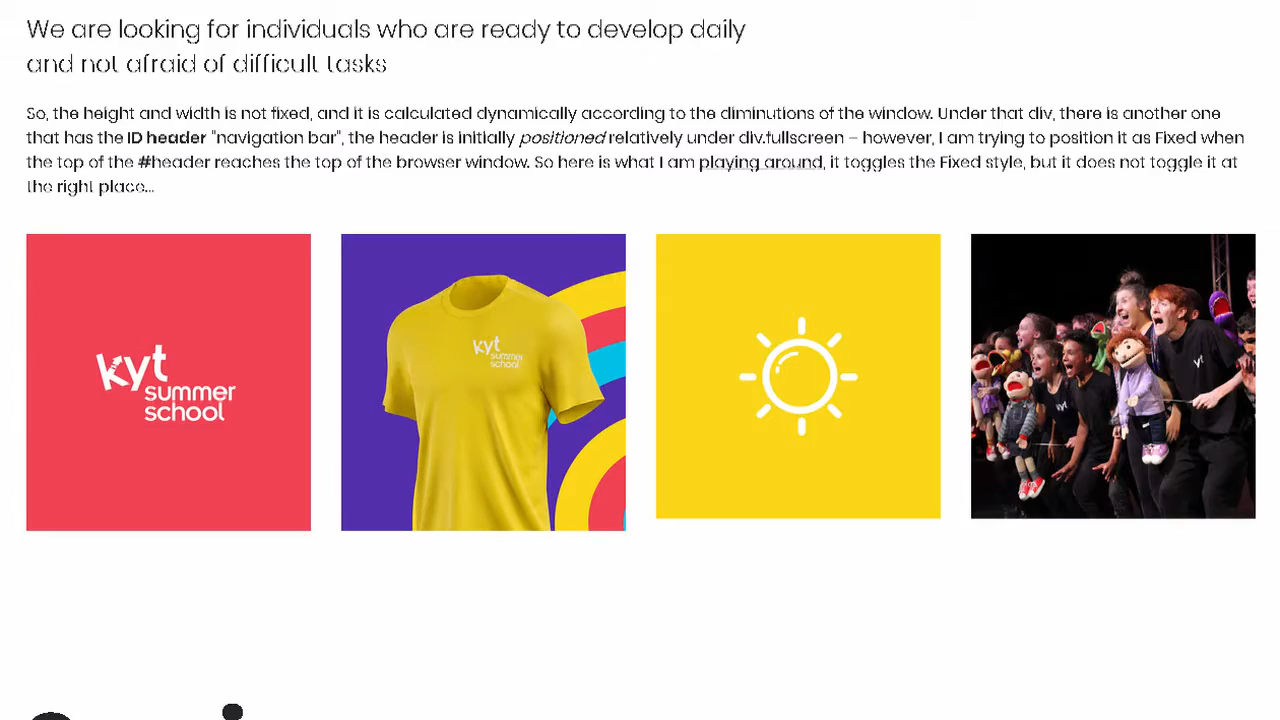 We are looking for individuals who are ready to develop daily
and not afraid of difficult tasks
So, the height and width is not fixed, and it is calculated dynamically according to the diminutions of the window. Under that div, there is another one
that has the ID header "navigation bar", the header is initially positioned relatively under div.fullscreen – however, I am trying to position it as Fixed when
the top of the #header reaches the top of the browser window. So here is what I am playing around, it toggles the Fixed style, but it does not toggle it at
the right place...
kyt
summer
school
kyt
summer
school